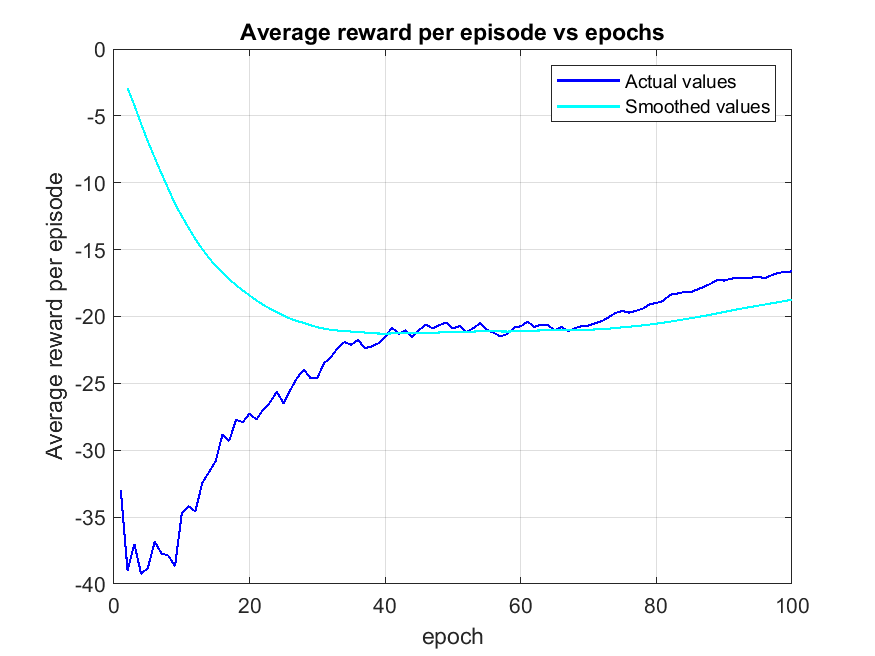 Average reward per episode vs epochs
Average reward per episode
0
-5
-10
-15
-20
-25
-30
-35
-40
Actual values
Smoothed values
0 20 40 60 80 100
epoch